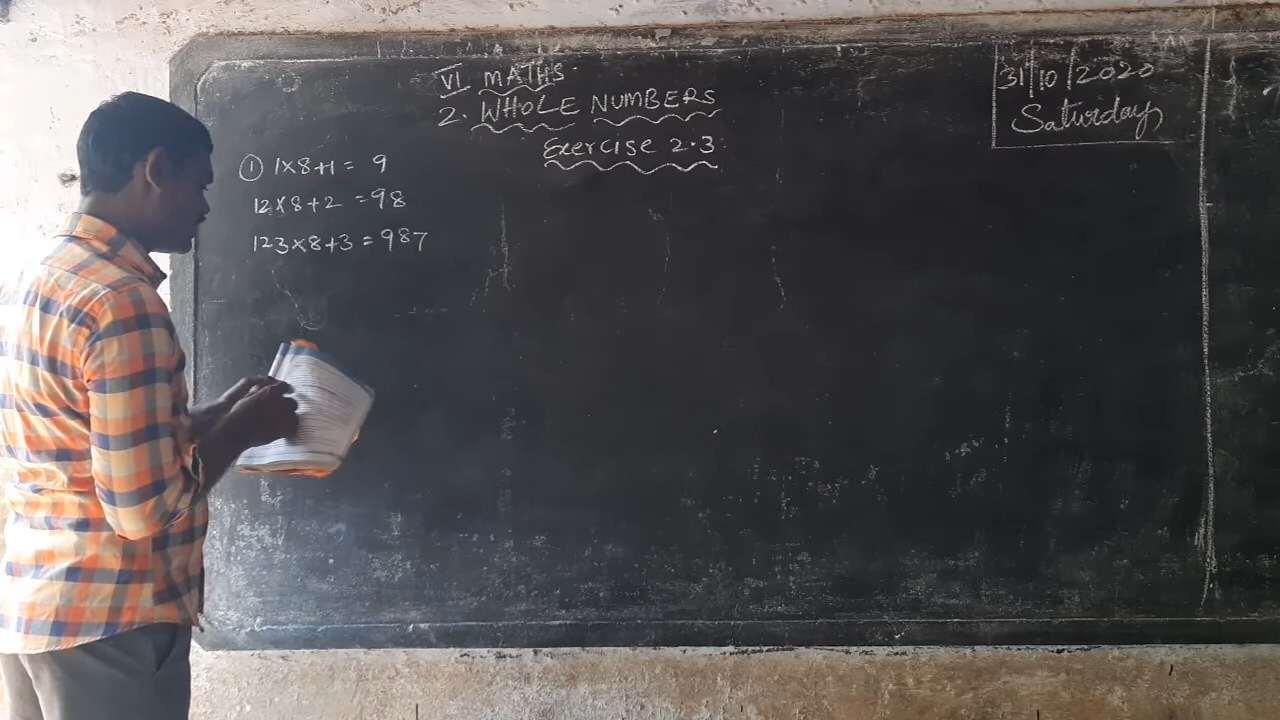 VI MATHS
2. WHOLE NUMBERS
Exercise 2.3
31/10/2020
Saturday
① 1×8+1 = 9
12×8+2 = 98
123×8+3 = 987